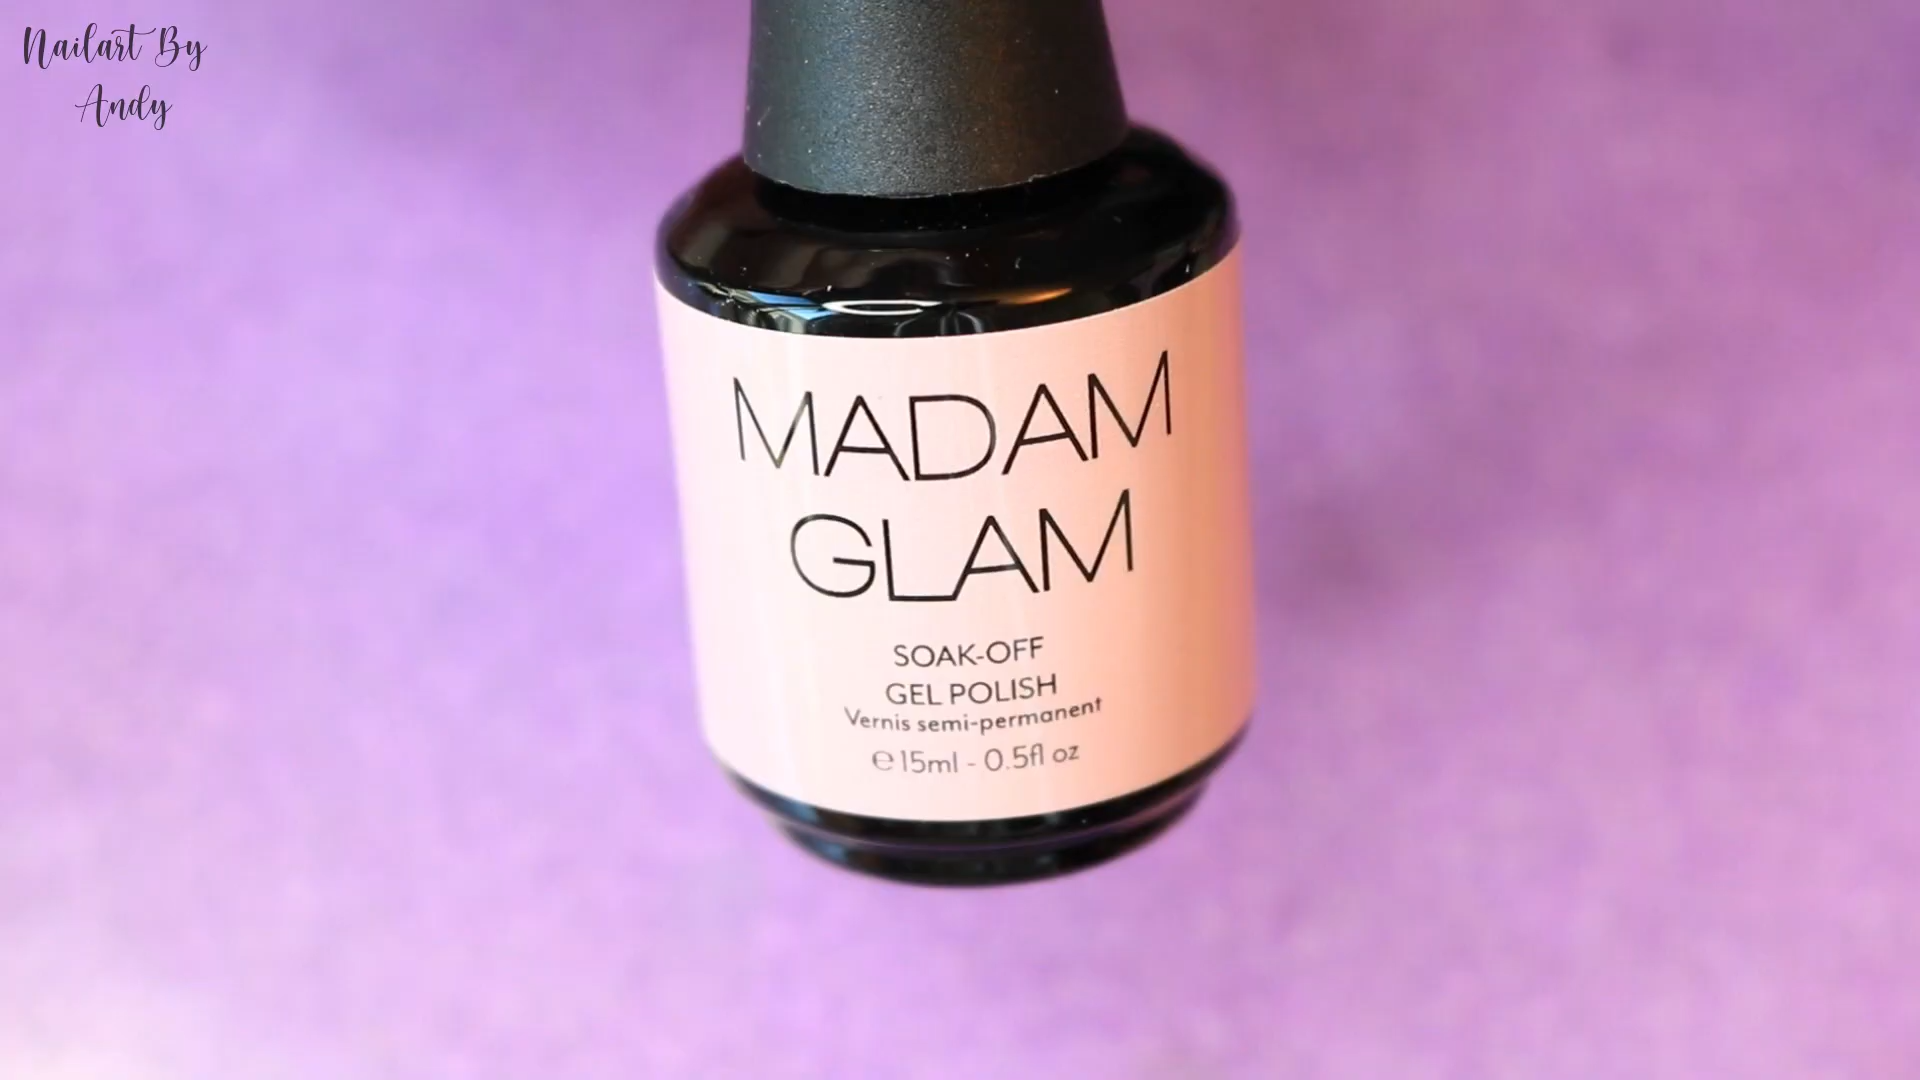 Nailart By
Andy
MADAM
GLAM
SOAK-OFF
GEL POLISH
Vernis semi-permanent
℮15ml - 0.5fl oz